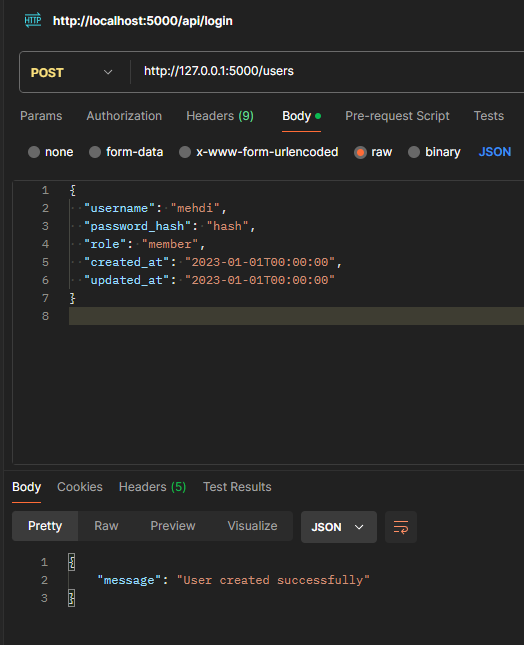 HTTP http://localhost:5000/api/login
POST http://127.0.0.1:5000/users
Params Authorization Headers (9) Body Pre-request Script Tests
none form-data x-www-form-urlencoded raw binary JSON
1 {
2 "username": "mehdi",
3 "password_hash": "hash",
4 "role": "member",
5 "created_at": "2023-01-01T00:00:00",
6 "updated_at": "2023-01-01T00:00:00"
7 }
8
Body Cookies Headers (5) Test Results
Pretty Raw Preview Visualize JSON
1 {
2 "message": "User created successfully"
3 }